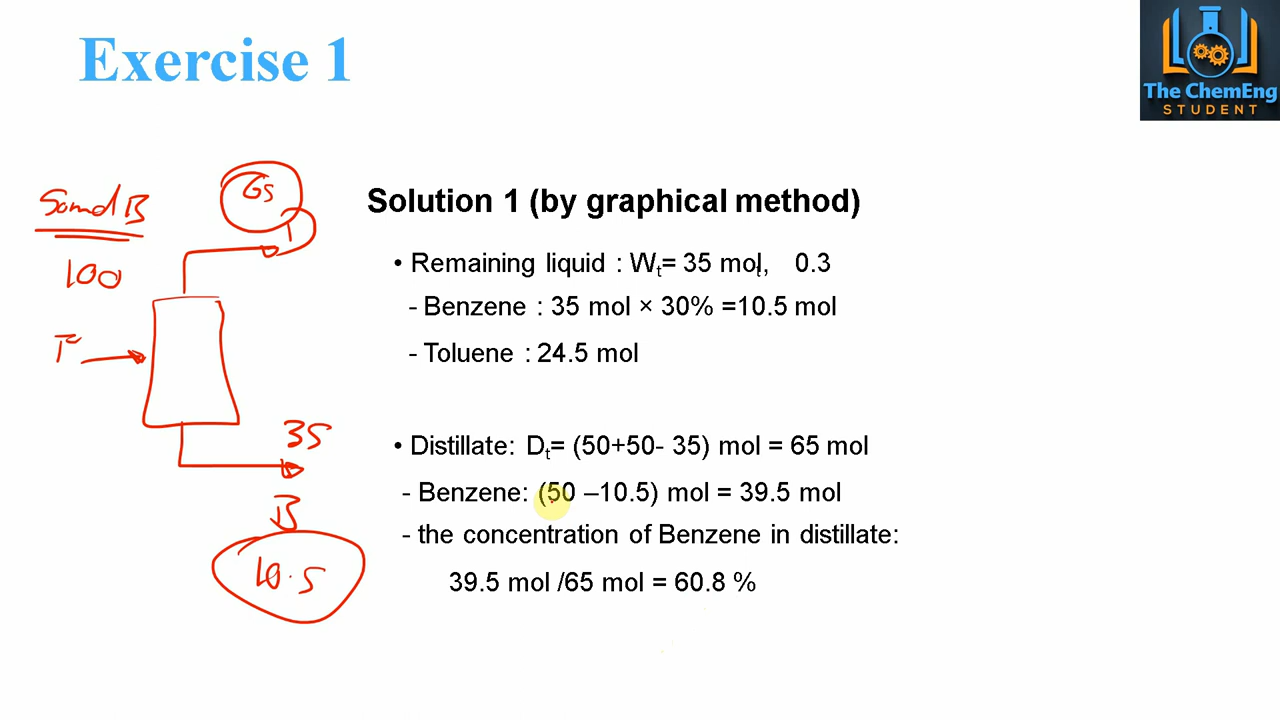 Exercise 1
The ChemEng
STUDENT
Solution 1 (by graphical method)
• Remaining liquid : Wt= 35 mol, 0.3
- Benzene : 35 mol × 30% =10.5 mol
- Toluene : 24.5 mol
• Distillate: Dt= (50+50- 35) mol = 65 mol
- Benzene: (50 –10.5) mol = 39.5 mol
- the concentration of Benzene in distillate:
39.5 mol /65 mol = 60.8 %
100
F
65
35
B
10.5